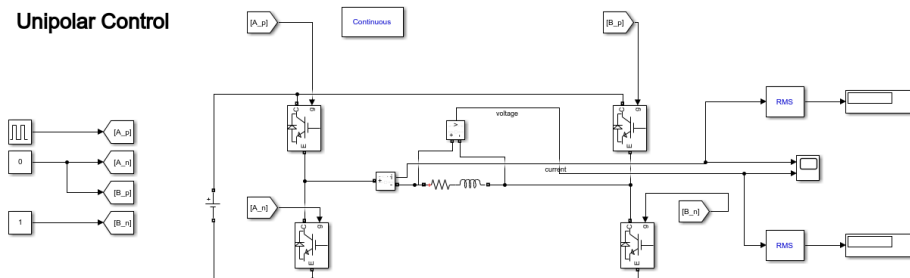 Unipolar Control
[A_p]
Continuous
[B_p]
C
g
E
C
g
E
voltage
v
+ -
RMS
[A_p]
0
[A_n]
[B_p]
1
[B_n]
+
+
i
-
current
[A_n]
C
g
E
[B_n]
C
g
E
RMS